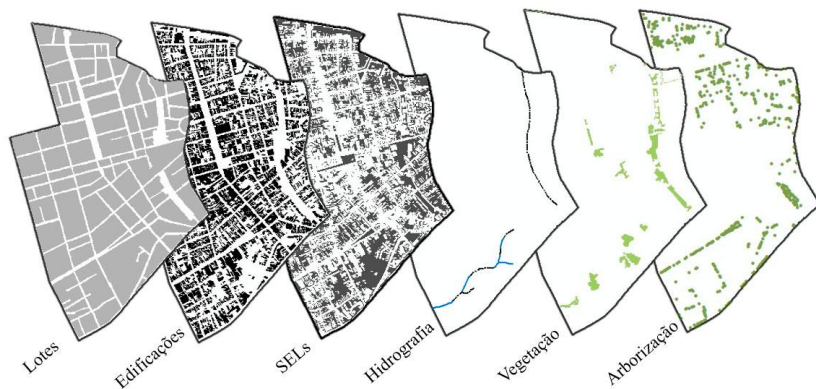 Lotes
Edificações
SELs
Hidrografia
Vegetação
Arborização